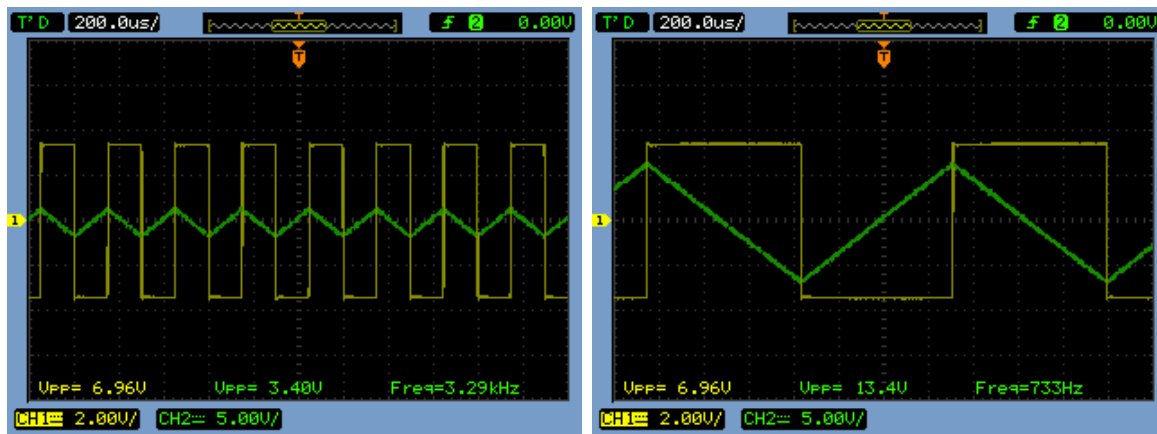 T'D 200.0us/ T 2 0.00V
T
1
Vpp= 6.96V Vpp= 3.40V Freq=3.29kHz
CH1 2.00V/ CH2 5.00V/
T'D 200.0us/ T 2 0.00V
T
1
Vpp= 6.96V Vpp= 13.4V Freq=733Hz
CH1 2.00V/ CH2 5.00V/